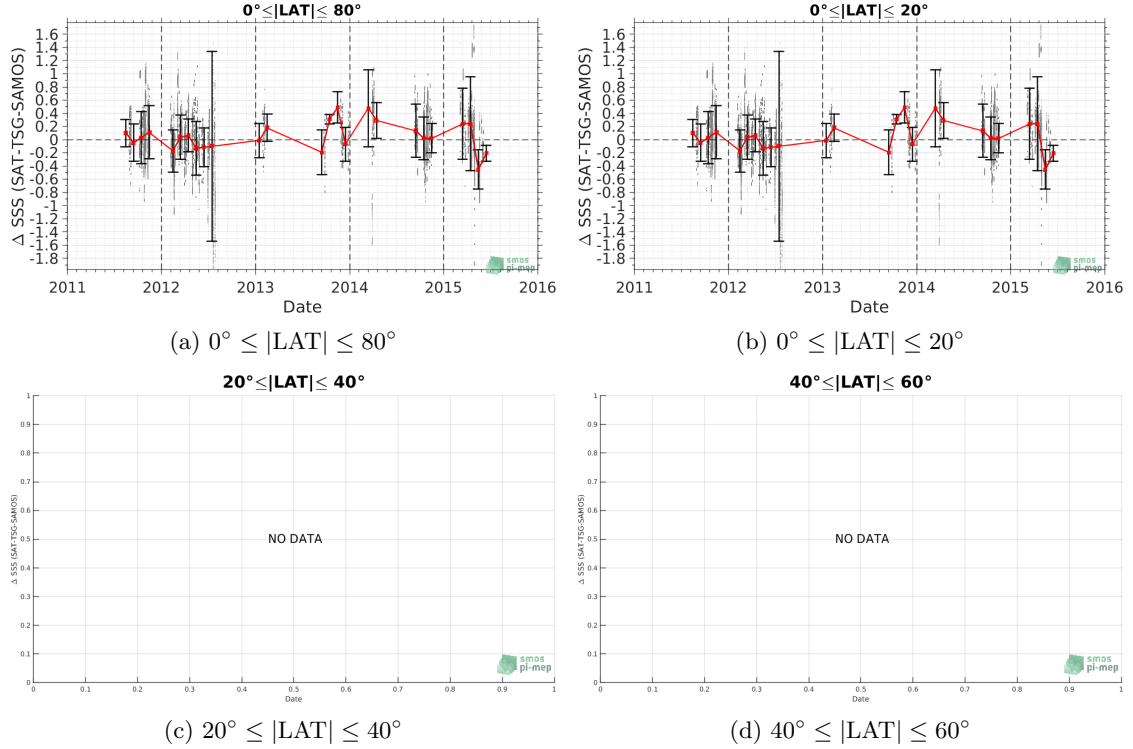 0°≤|LAT|≤ 80°
Δ SSS (SAT-TSG-SAMOS)
1.6
1.4
1.2
1
0.8
0.6
0.4
0.2
0
-0.2
-0.4
-0.6
-0.8
-1
-1.2
-1.4
-1.6
-1.8
2011 2012 2013 2014 2015 2016
Date
smos
pi-mep
(a) 0° ≤ |LAT| ≤ 80°
0°≤|LAT|≤ 20°
Δ SSS (SAT-TSG-SAMOS)
1.6
1.4
1.2
1
0.8
0.6
0.4
0.2
0
-0.2
-0.4
-0.6
-0.8
-1
-1.2
-1.4
-1.6
-1.8
2011 2012 2013 2014 2015 2016
Date
smos
pi-mep
(b) 0° ≤ |LAT| ≤ 20°
20°≤|LAT|≤ 40°
Δ SSS (SAT-TSG-SAMOS)
1
0.9
0.8
0.7
0.6
0.5
0.4
0.3
0.2
0.1
0
NO DATA
smos
pi-mep
0 0.1 0.2 0.3 0.4 0.5 0.6 0.7 0.8 0.9 1
Date
(c) 20° ≤ |LAT| ≤ 40°
40°≤|LAT|≤ 60°
Δ SSS (SAT-TSG-SAMOS)
1
0.9
0.8
0.7
0.6
0.5
0.4
0.3
0.2
0.1
0
NO DATA
smos
pi-mep
0 0.1 0.2 0.3 0.4 0.5 0.6 0.7 0.8 0.9 1
Date
(d) 40° ≤ |LAT| ≤ 60°